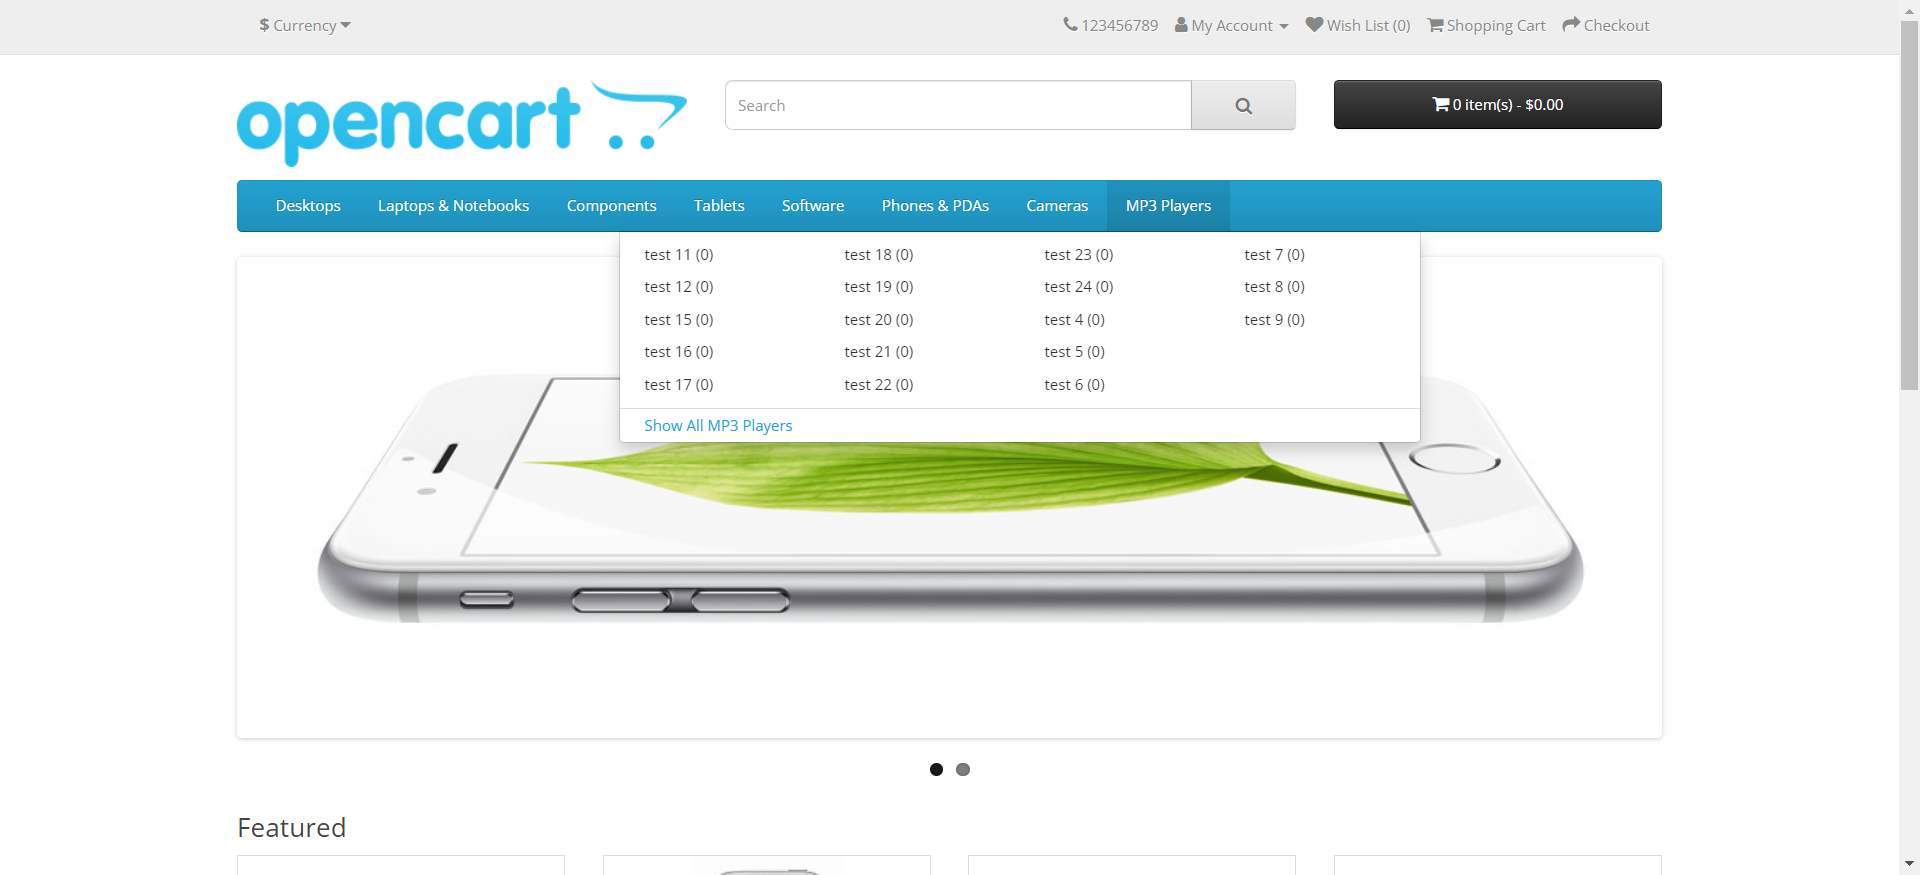 $ Currency
123456789 My Account Wish List (0) Shopping Cart Checkout
opencart
Search
0 item(s) - $0.00
Desktops Laptops & Notebooks Components Tablets Software Phones & PDAs Cameras MP3 Players
test 11 (0) test 18 (0) test 23 (0) test 7 (0)
test 12 (0) test 19 (0) test 24 (0) test 8 (0)
test 15 (0) test 20 (0) test 4 (0) test 9 (0)
test 16 (0) test 21 (0) test 5 (0)
test 17 (0) test 22 (0) test 6 (0)
Show All MP3 Players
Featured